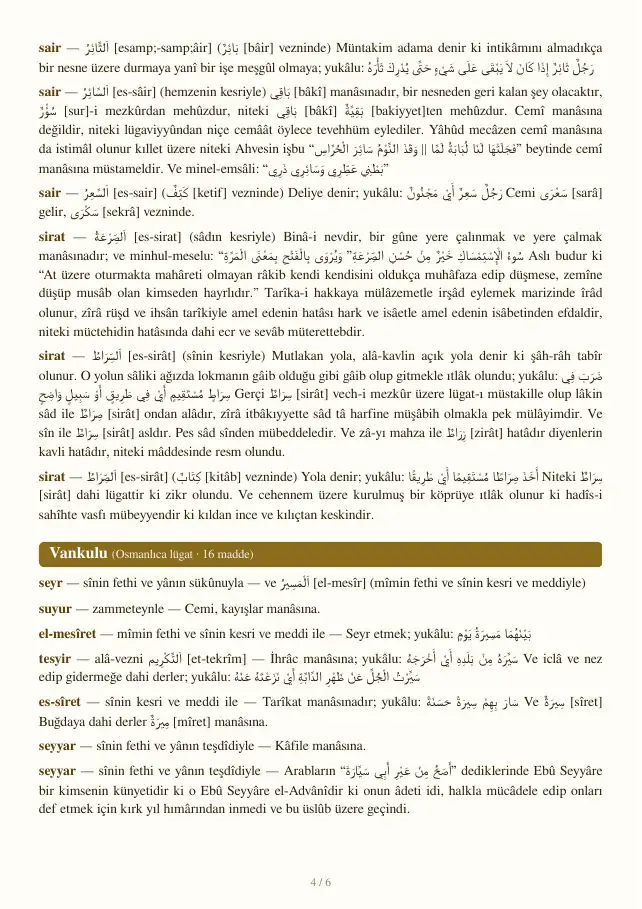 sair — اَلثَّائِرُ [esamp;-samp;âir] (بَائِرٌ [bâir] vezninde) Müntakim adama denir ki intikâmını almadıkça
bir nesne üzere durmaya yanî bir işe meşgûl olmaya; yukâlu: رَجُلٌ ثَائِرٌ إِذَا كَانَ لاَ يَبْقَى عَلَى شَيْءٍ حَتَّى يُدْرِكَ ثَأْرَهُ
sair — اَلسَّائِرُ [es-sâir] (hemzenin kesriyle) بَاقِي [bâkî] manâsınadır, bir nesneden geri kalan şey olacaktır,
سُؤْرٌ [sur]-i mezkûrdan mehûzdur, niteki بَاقِي [bâkî] بَقِيَّةٌ [bakiyyet]ten mehûzdur. Cemî manâsına
değildir, niteki lügaviyyûndan niçe cemâât öylece tevehhüm eylediler. Yâhûd mecâzen cemî manâsına
da istimâl olunur kıllet üzere niteki Ahvesin işbu “فَجَلَتْهَا لَنَا لُبَابَةُ لَمَّا || وَقَذَ النَّوْمُ سَائِرَ الْحُرَّاسِ” beytinde cemî
manâsına müstameldir. Ve minel-emsâli: “بَطْنِي عَطِّرِي وَسَائِرِي ذَرِي”
sair — اَلسَّعِرُ [es-sair] (كَتِفٌ [ketif] vezninde) Deliye denir; yukâlu: رَجُلٌ سَعِرٌ أَيْ مَجْنُونٌ Cemi سَعْرَى [sarâ]
gelir, سَكْرَى [sekrâ] vezninde.
sirat — اَلصِّرْعَةُ [es-sirat] (sâdın kesriyle) Binâ-i nevdir, bir gûne yere çalınmak ve yere çalmak
manâsınadır; ve minhul-meselu: “سُوءُ الْاِسْتِمْسَاكِ خَيْرٌ مِنْ حُسْنِ الصِّرْعَةِ” وَيُرْوَى بِالْفَتْحِ بِمَعْنَى الْمَرَّةِ Aslı budur ki
“At üzere oturmakta mahâreti olmayan râkib kendi kendisini oldukça muhâfaza edip düşmese, zemîne
düşüp musâb olan kimseden hayrlıdır.” Tarîka-i hakkaya mülâzemetle irşâd eylemek marizinde îrâd
olunur, zîrâ rüşd ve ihsân tarîkiyle amel edenin hatâsı hark ve isâetle amel edenin isâbetinden efdaldir,
niteki müctehidin hatâsında dahi ecr ve sevâb müterettebdir.
sirat — اَلسِّرَاطُ [es-sirât] (sînin kesriyle) Mutlakan yola, alâ-kavlin açık yola denir ki şâh-râh tabîr
olunur. O yolun sâliki ağızda lokmanın gâib olduğu gibi gâib olup gitmekle ıtlâk olundu; yukâlu: ضَرَبَ فِي
سِرَاطٍ مُسْتَقِيمٍ أَيْ فِي طَرِيقٍ أَوْ سَبِيلٍ وَاضِحٍ Gerçi سِرَاطٌ [sirât] vech-i mezkûr üzere lügat-ı müstakille olup lâkin
sâd ile صِرَاطٌ [sirât] ondan alâdır, zîrâ itbâkıyyette sâd tâ harfine müşâbih olmakla pek mülâyimdir. Ve
sîn ile سِرَاطٌ [sirât] asldır. Pes sâd sînden mübeddeledir. Ve zâ-yı mahza ile زِرَاطٌ [zirât] hatâdır diyenlerin
kavli hatâdır, niteki mâddesinde resm olundu.
sirat — اَلصِّرَاطُ [es-sirât] (كِتَابٌ [kitâb] vezninde) Yola denir; yukâlu: أَخَذَ صِرَاطًا مُسْتَقِيمًا أَيْ طَرِيقًا Niteki سِرَاطٌ
[sirât] dahi lügattir ki zikr olundu. Ve cehennem üzere kurulmuş bir köprüye ıtlâk olunur ki hadîs-i
sahîhte vasfı mübeyyendir ki kıldan ince ve kılıçtan keskindir.
Vankulu (Osmanlıca lügat · 16 madde)
seyr — sînin fethi ve yânın sükûnuyla — ve اَلْمَسِيرُ [el-mesîr] (mîmin fethi ve sînin kesri ve meddiyle)
suyur — zammeteynle — Cemi, kayışlar manâsına.
el-mesîret — mîmin fethi ve sînin kesri ve meddi ile — Seyr etmek; yukâlu: بَيْنَهُمَا مَسِيرَةُ يَوْمٍ
tesyir — alâ-vezni اَلتَّكْرِيم [et-tekrîm] — İhrâc manâsına; yukâlu: سَيَّرَهُ مِنْ بَلَدِهِ أَيْ أَخْرَجَهُ Ve iclâ ve nez
edip gidermeğe dahi derler; yukâlu: سَيَّرْتُ الْجُلَّ عَنْ ظَهْرِ الدَّابَّةِ أَيْ نَزَعْتَهُ عَنْهُ
es-sîret — sînin kesri ve meddi ile — Tarîkat manâsınadır; yukâlu: سَارَ بِهِمْ سِيرَةً حَسَنَةً Ve سِيرَةٌ [sîret]
Buğdaya dahi derler مِيرَةٌ [mîret] manâsına.
seyyar — sînin fethi ve yânın teşdîdiyle — Kâfile manâsına.
seyyar — sînin fethi ve yânın teşdîdiyle — Arabların “أَصَحُّ مِنْ عَيْرِ أَبِي سَيَّارَةَ” dediklerinde Ebû Seyyâre
bir kimsenin künyetidir ki o Ebû Seyyâre el-Advânîdir ki onun âdeti idi, halkla mücâdele edip onları
def etmek için kırk yıl hımârından inmedi ve bu üslûb üzere geçindi.
4 / 6